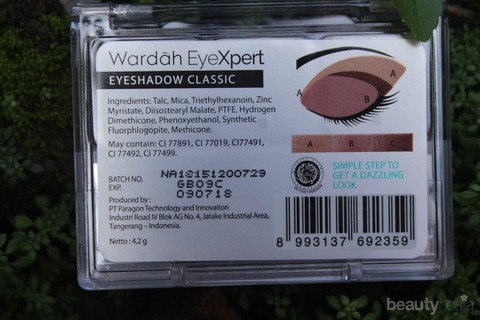 Wardāh EyeXpert
EYESHADOW CLASSIC
Ingredients: Talc, Mica, Triethylhexanoin, Zinc
Myristate, Diisostearyl Malate, PTFE, Hydrogen
Dimethicone, Phenoxyethanol, Synthetic
Fluorphlogopite, Methicone.
May contain: CI 77891, CI 77019, CI77491,
CI 77492, CI 77499.
BATCH NO.
EXP.
NA18151200729
GB09C
090718
Produced by :
PT Paragon Technology and Innovation
Industri Road IV Blok AG No. 4, Jatake Industrial Area,
Tangerang – Indonesia.
Netto : 4,2 g
A
A
B
A B C
SIMPLE STEP TO
GET A DAZZLING
LOOK
8 993137 692359
beautynesia